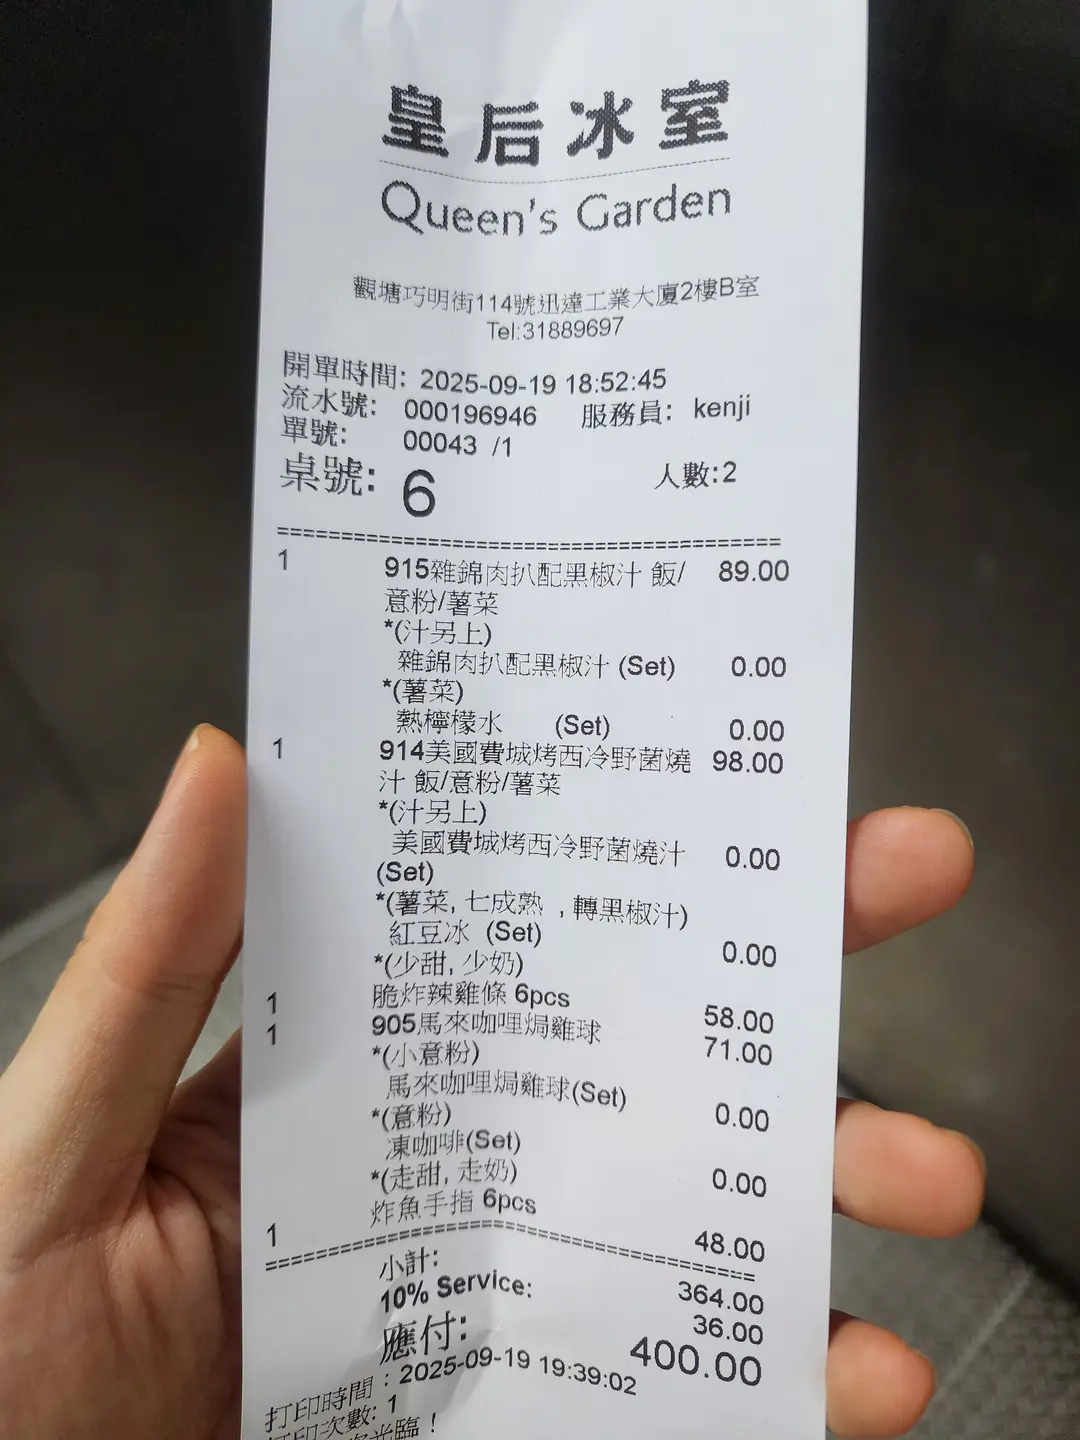 皇后冰室
Queen's Garden
觀塘巧明街114號迅達工業大廈2樓B室
Tel:31889697
開單時間: 2025-09-19 18:52:45
流水號: 000196946 服務員: kenji
單號: 00043 /1
桌號: 6 人數:2
1 915雜錦肉扒配黑椒汁 飯/ 89.00
意粉/薯菜
*(汁另上)
雜錦肉扒配黑椒汁 (Set) 0.00
*(薯菜)
熱檸檬水 (Set) 0.00
1 914美國費城烤西冷野菌燒 98.00
汁 飯/意粉/薯菜
*(汁另上)
美國費城烤西冷野菌燒汁 0.00
(Set)
*(薯菜, 七成熟 , 轉黑椒汁)
紅豆冰 (Set) 0.00
*(少甜, 少奶)
1 脆炸辣雞條 6pcs 58.00
1 905馬來咖哩焗雞球 71.00
*(小意粉)
馬來咖哩焗雞球(Set) 0.00
*(意粉)
凍咖啡(Set) 0.00
*(走甜, 走奶)
1 炸魚手指 6pcs 48.00
小計: 364.00
10% Service: 36.00
應付: 400.00
打印時間 : 2025-09-19 19:39:02
打印次數: 1
光臨！